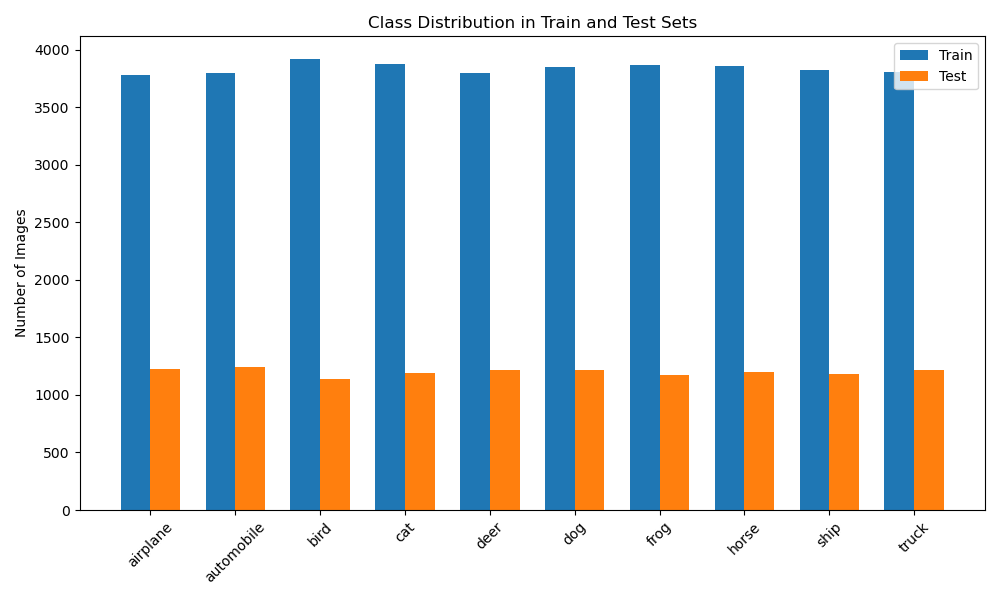 Class Distribution in Train and Test Sets
Train
Test
Number of Images
4000
3500
3000
2500
2000
1500
1000
500
0
airplane
automobile
bird
cat
deer
dog
frog
horse
ship
truck